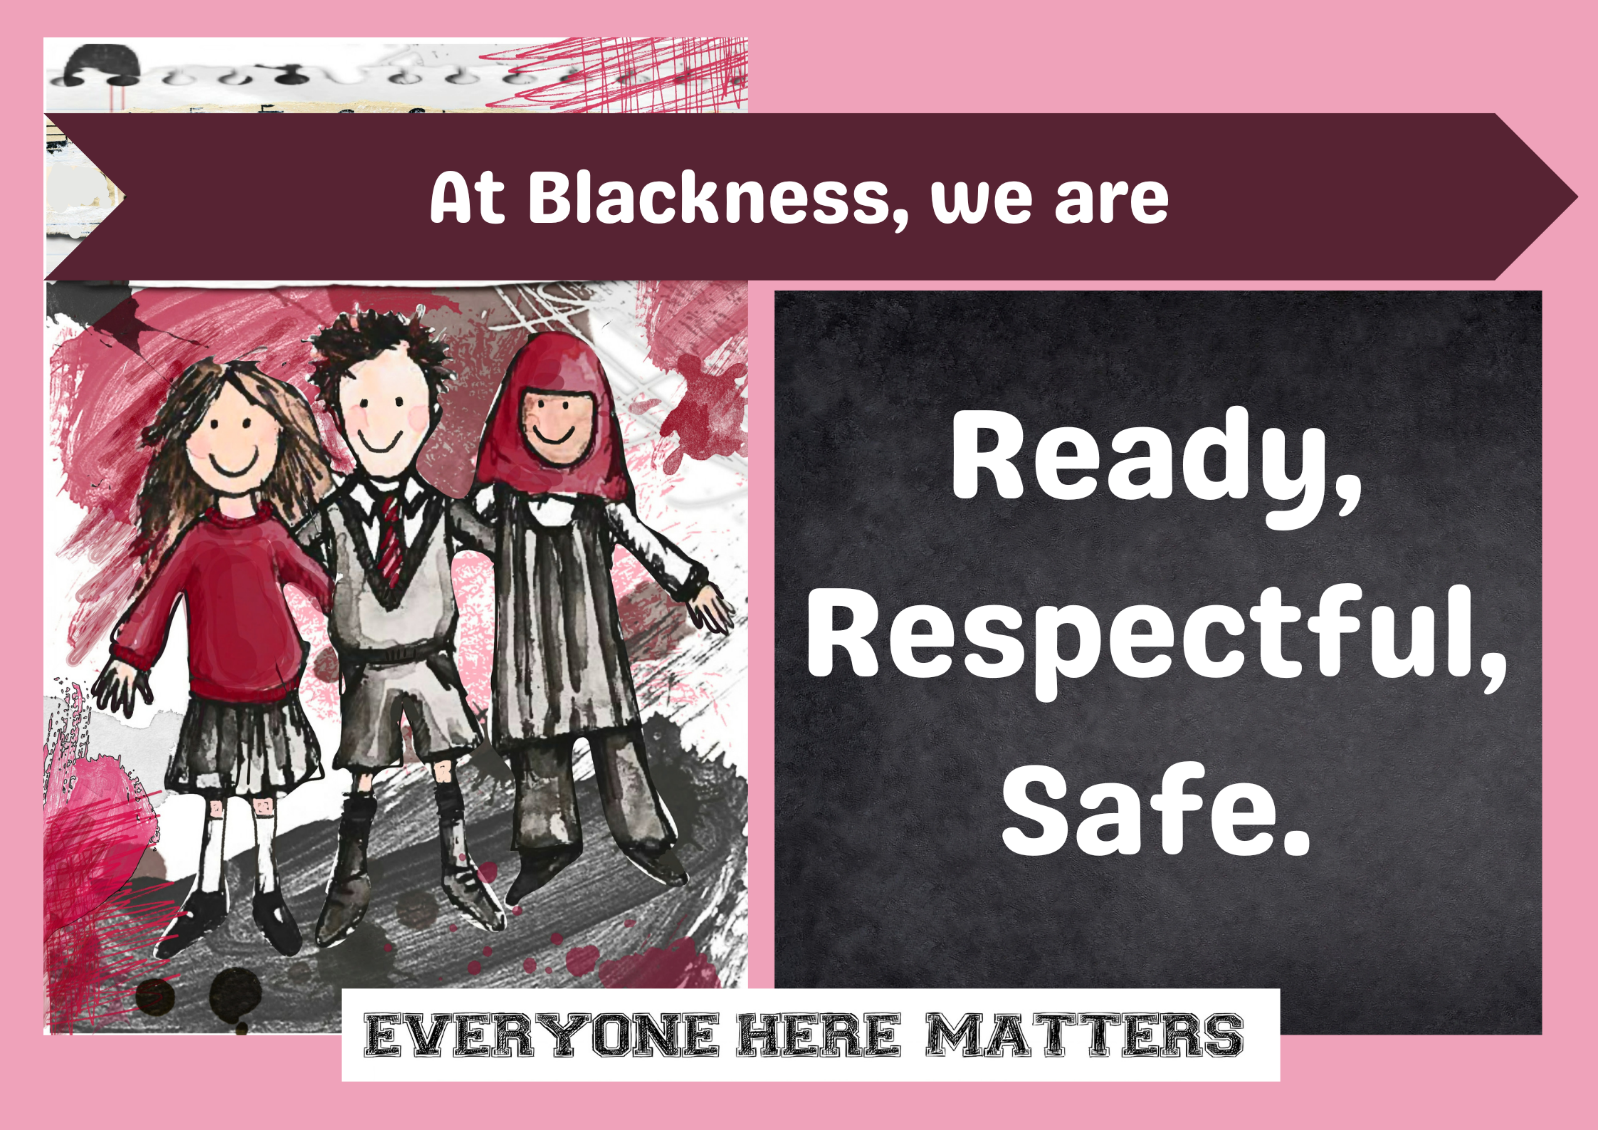 At Blackness, we are
Ready,
Respectful,
Safe.
EVERYONE HERE MATTERS